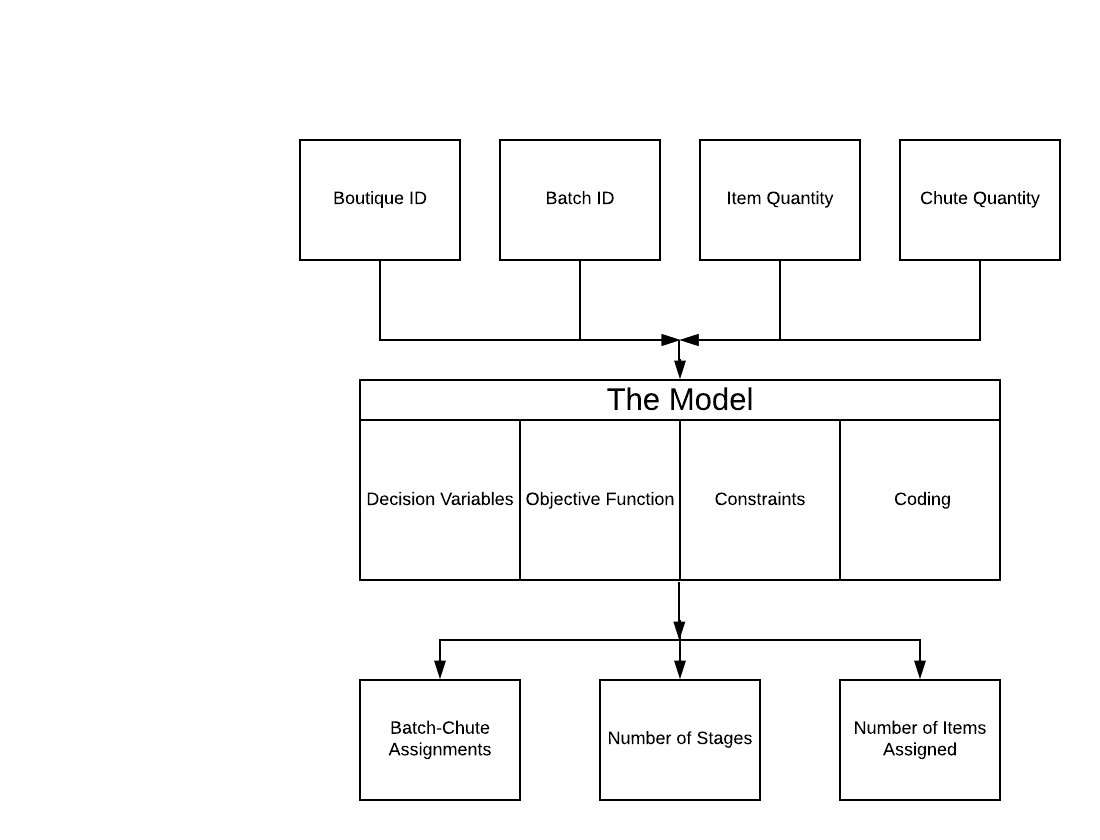 Boutique ID
Batch ID
Item Quantity
Chute Quantity
The Model
Decision Variables
Objective Function
Constraints
Coding
Batch-Chute
Assignments
Number of Stages
Number of Items
Assigned